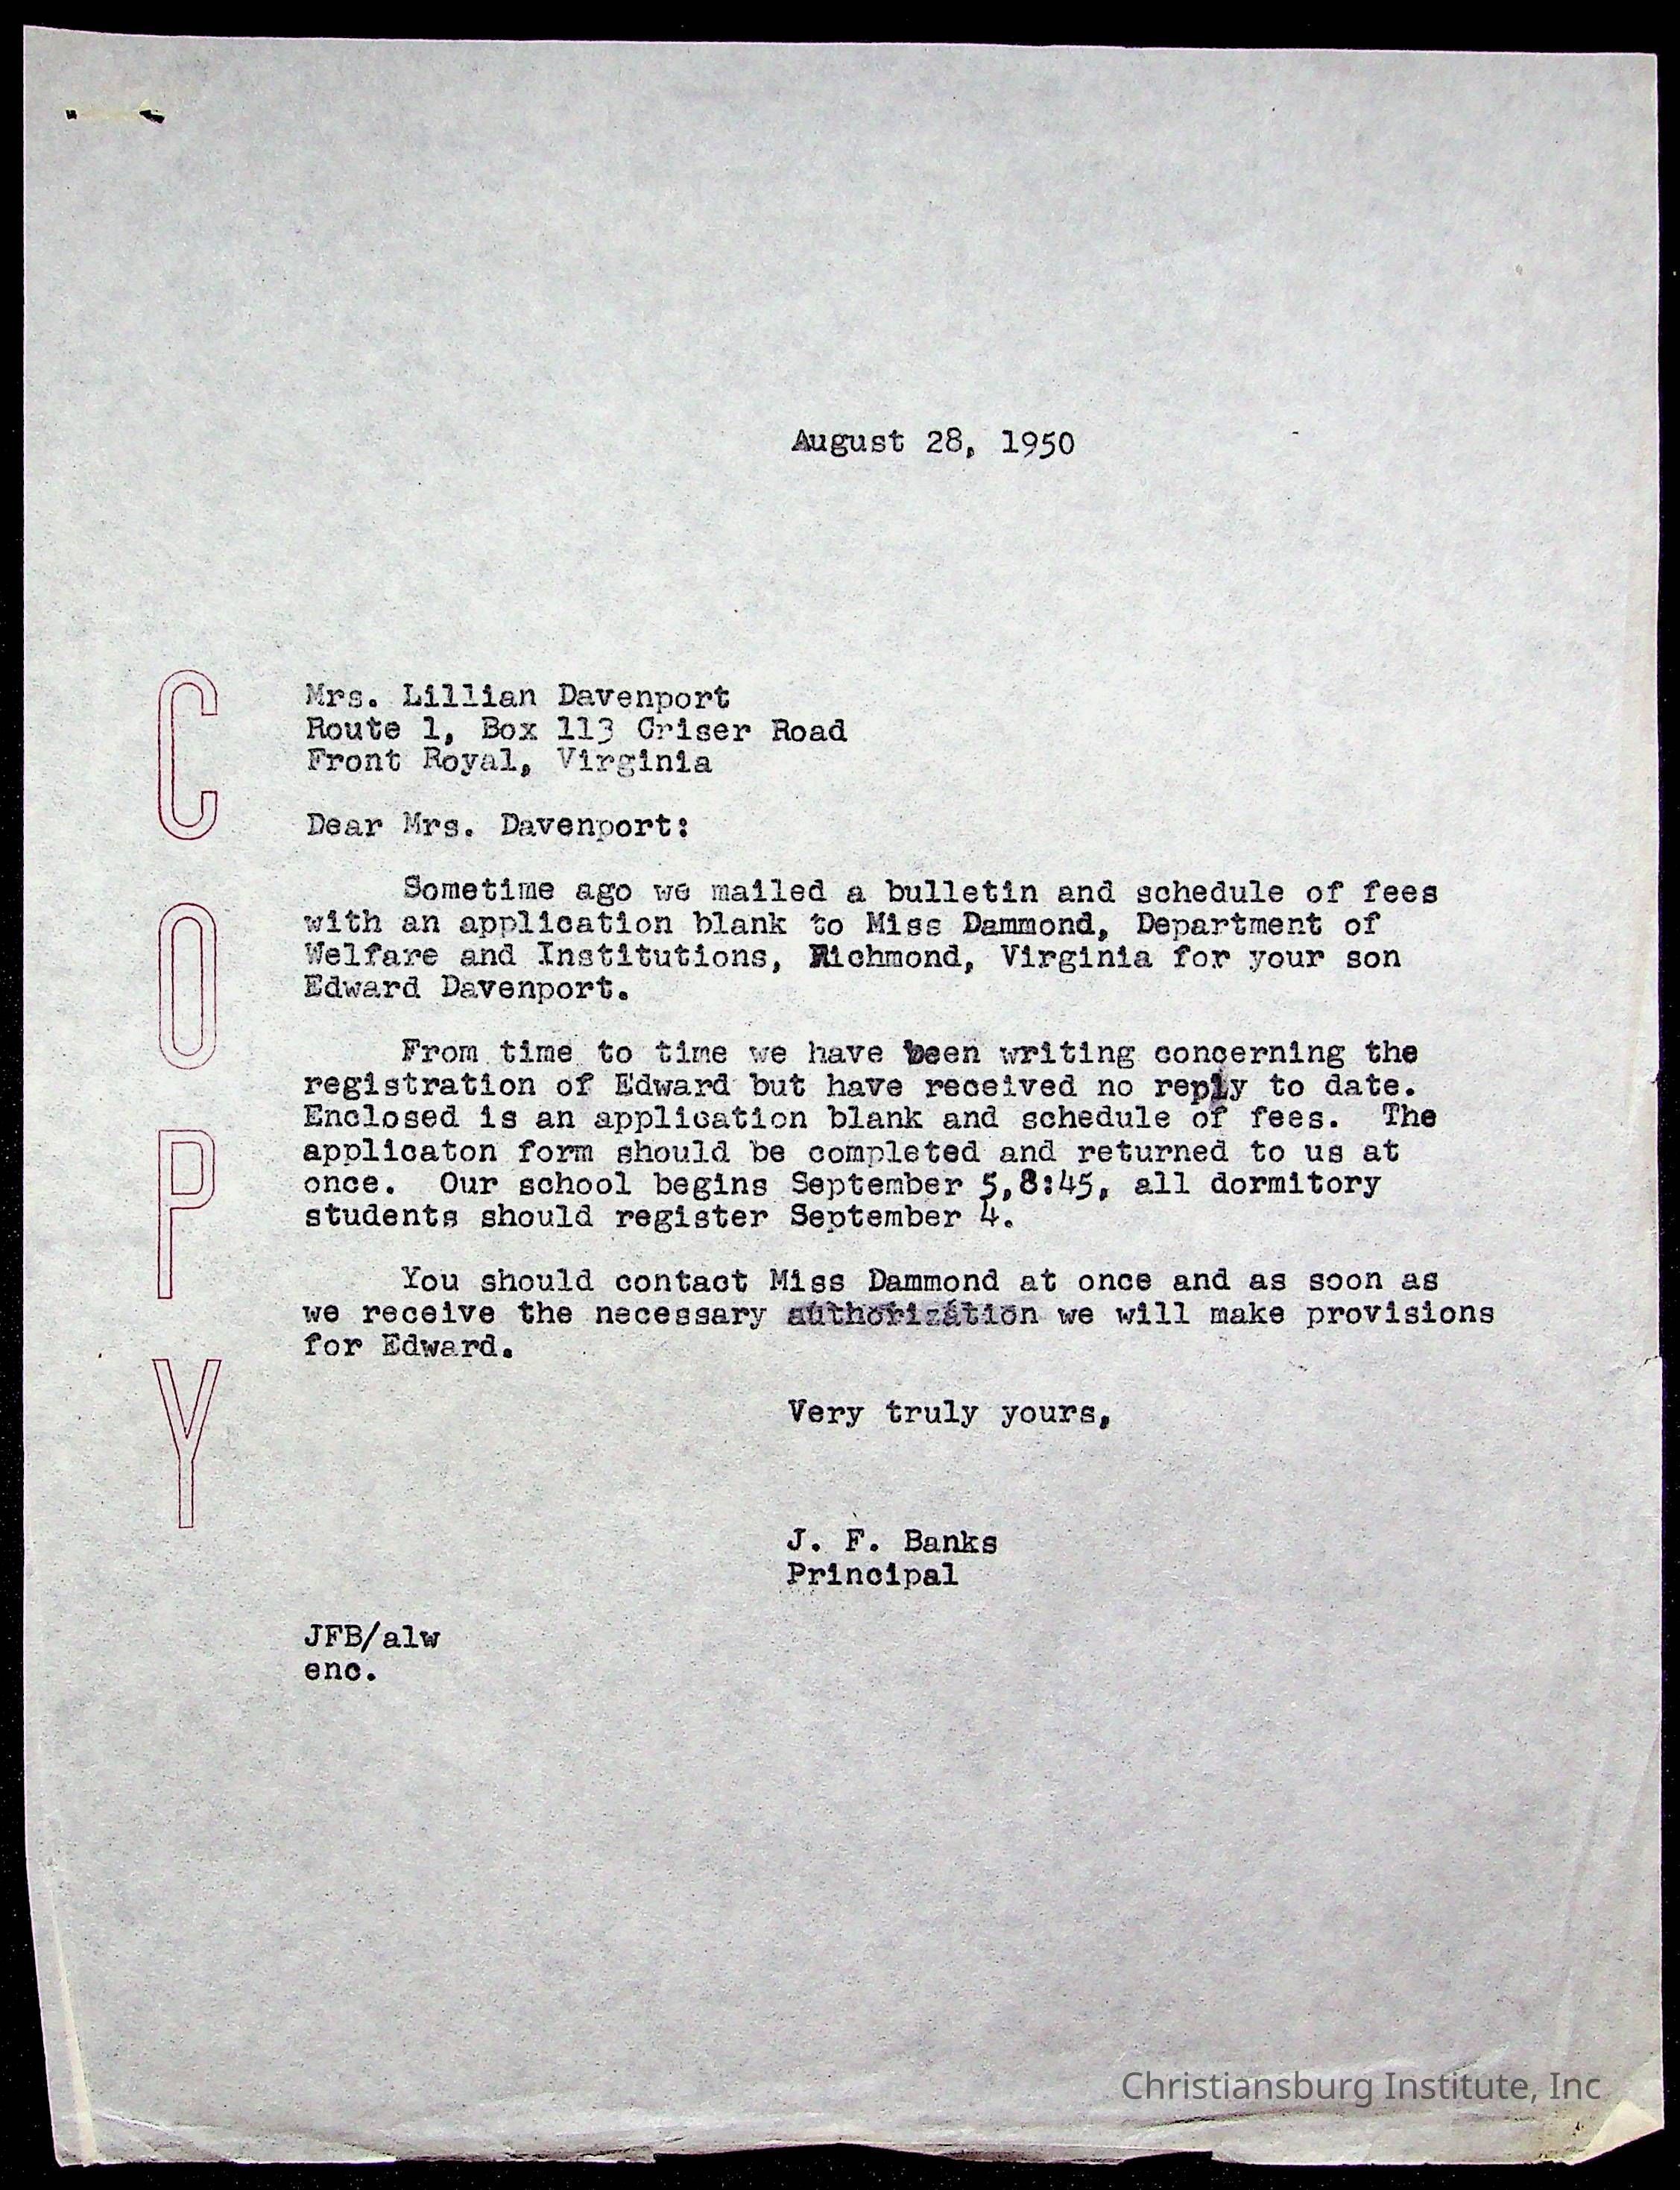 August 28, 1950
COPY
Mrs. Lillian Davenport
Route 1, Box 113 Criser Road
Front Royal, Virginia
Dear Mrs. Davenport:
Sometime ago we mailed a bulletin and schedule of fees
with an application blank to Miss Dammond, Department of
Welfare and Institutions, Richmond, Virginia for your son
Edward Davenport.
From time to time we have been writing concerning the
registration of Edward but have received no reply to date.
Enclosed is an application blank and schedule of fees. The
applicaton form should be completed and returned to us at
once. Our school begins September 5,8:45, all dormitory
students should register September 4.
You should contact Miss Dammond at once and as soon as
we receive the necessary authorization we will make provisions
for Edward.
Very truly yours,
J. F. Banks
Principal
JFB/alw
enc.
Christiansburg Institute, Inc